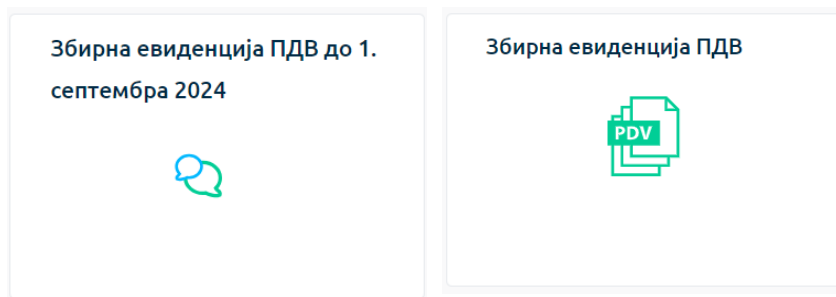 Збирна евиденција ПДВ до 1.
септембра 2024
Збирна евиденција ПДВ
PDV